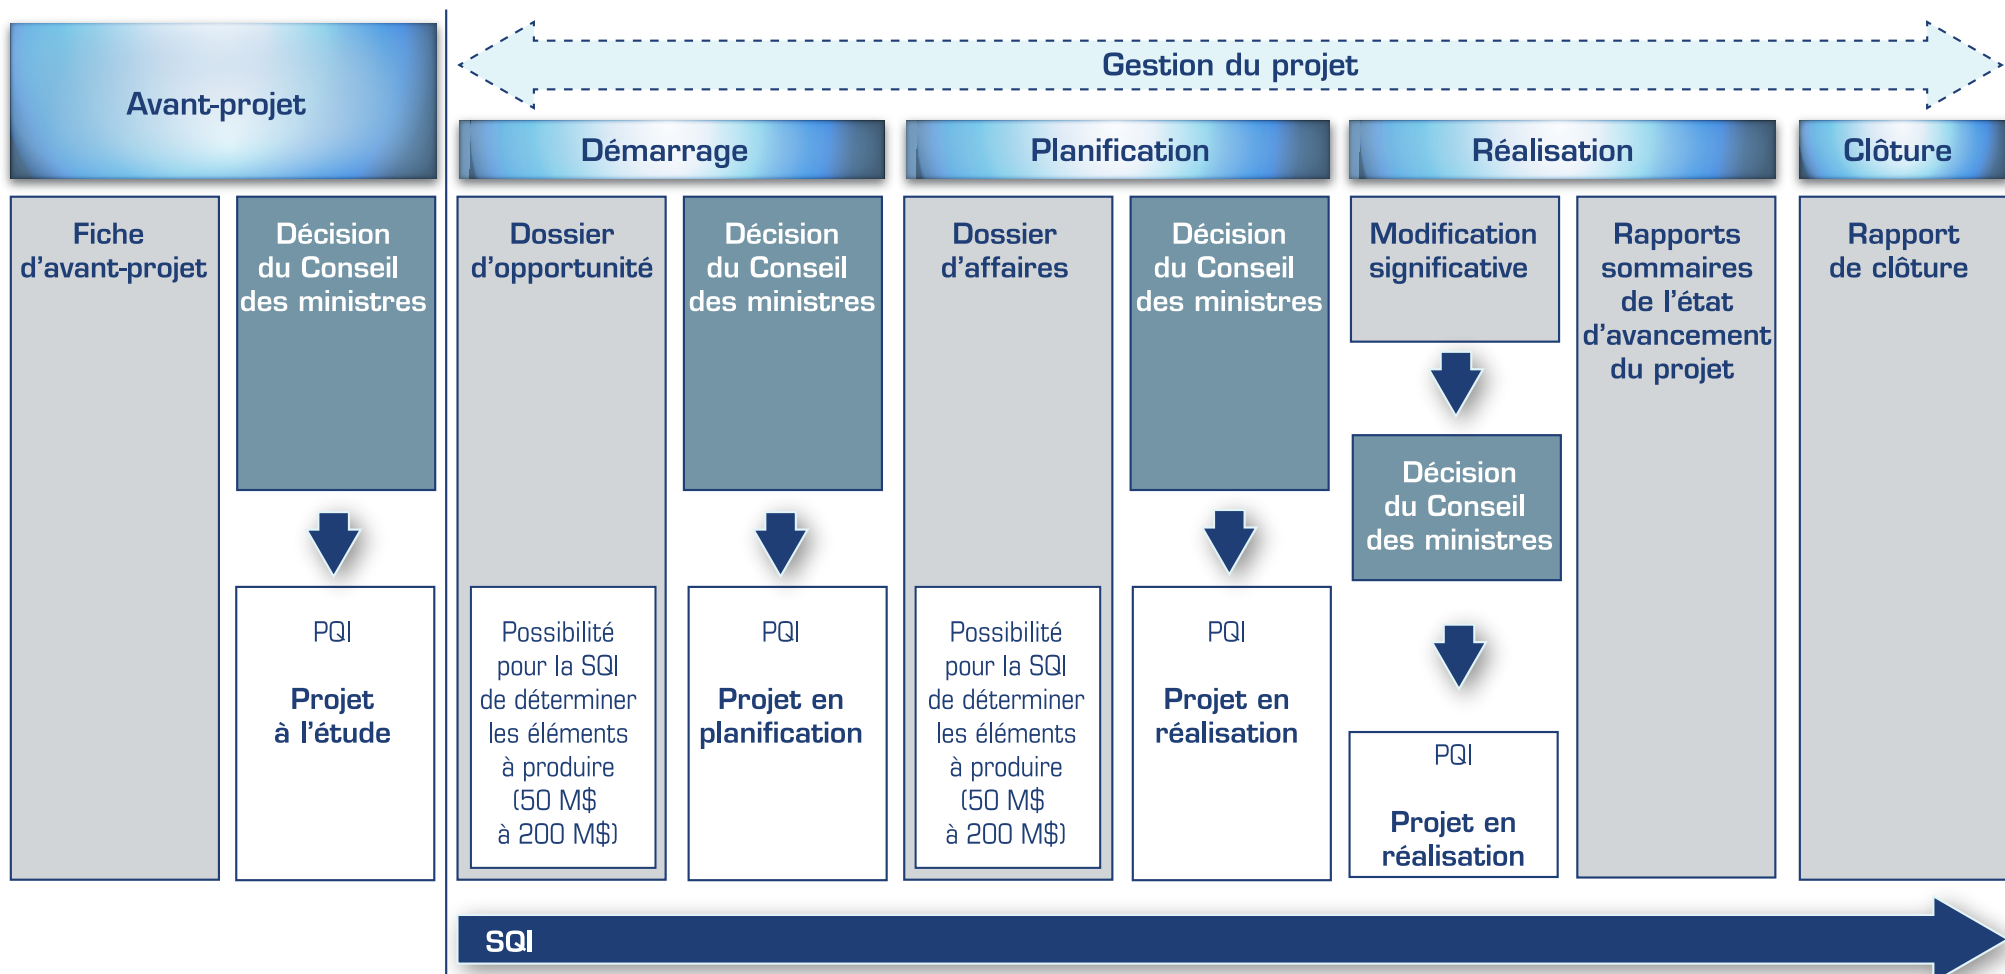 Avant-projet
Gestion du projet
Démarrage
Planification
Réalisation
Clôture
Fiche
d'avant-projet
Décision
du Conseil
des ministres
PQI
Projet
à l'étude
Dossier
d'opportunité
Possibilité
pour la SQI
de déterminer
les éléments
à produire
(50 M$
à 200 M$)
Décision
du Conseil
des ministres
PQI
Projet en
planification
Dossier
d'affaires
Possibilité
pour la SQI
de déterminer
les éléments
à produire
(50 M$
à 200 M$)
Décision
du Conseil
des ministres
PQI
Projet en
réalisation
Modification
significative
Décision
du Conseil
des ministres
PQI
Projet en
réalisation
Rapports
sommaires
de l'état
d'avancement
du projet
Rapport
de clôture
SQI